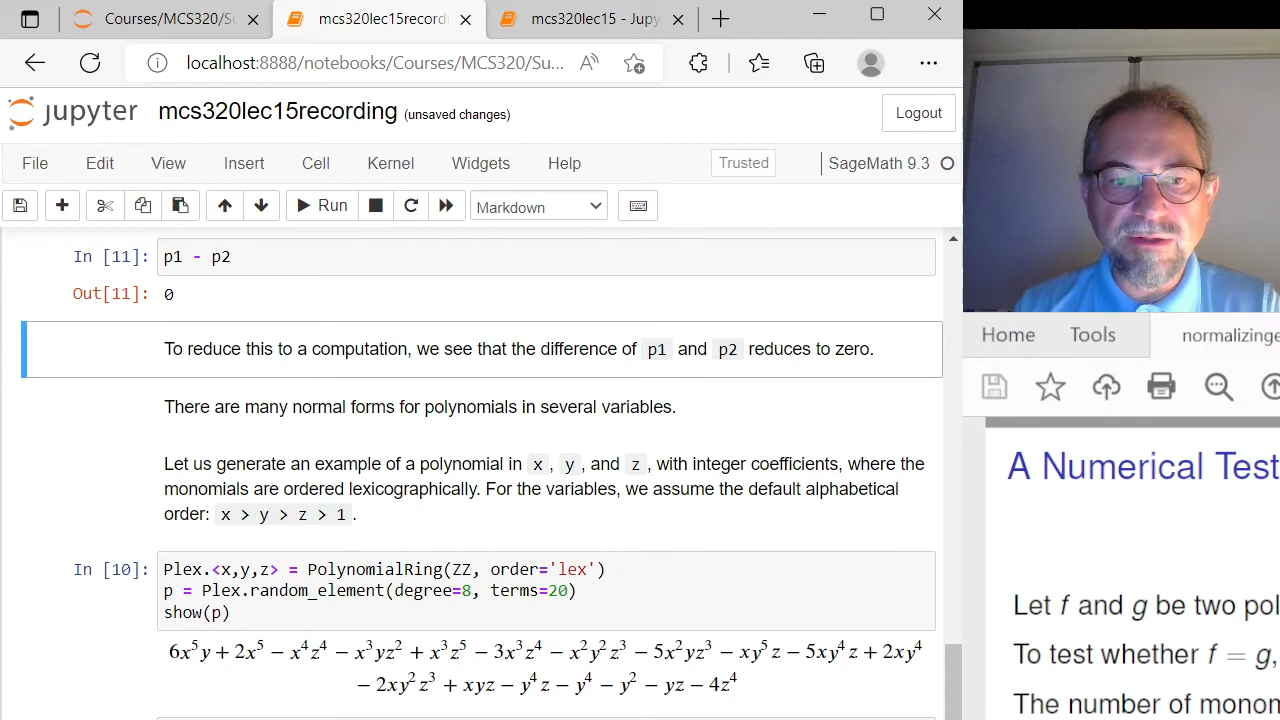 Courses/MCS320/Su
mcs320lec15recordi
mcs320lec15 - Jupy
localhost:8888/notebooks/Courses/MCS320/Su...
jupyter mcs320lec15recording (unsaved changes)
Logout
File Edit View Insert Cell Kernel Widgets Help
Trusted
SageMath 9.3
Run
Markdown
In [11]: p1 - p2
Out[11]: 0
To reduce this to a computation, we see that the difference of p1 and p2 reduces to zero.
There are many normal forms for polynomials in several variables.
Let us generate an example of a polynomial in x, y, and z, with integer coefficients, where the
monomials are ordered lexicographically. For the variables, we assume the default alphabetical
order: x > y > z > 1.
In [10]: Plex.<x,y,z> = PolynomialRing(ZZ, order='lex')
p = Plex.random_element(degree=8, terms=20)
show(p)
6x⁵y + 2x⁵ − x⁴z⁴ − x³yz² + x³z⁵ − 3x³z⁴ − x²y²z³ − 5x²yz³ − xy⁵z − 5xy⁴z + 2xy⁴
− 2xy²z³ + xyz − y⁴z − y⁴ − y² − yz − 4z⁴
Home Tools normalizinge
A Numerical Test
Let f and g be two pol
To test whether f = g,
The number of monom